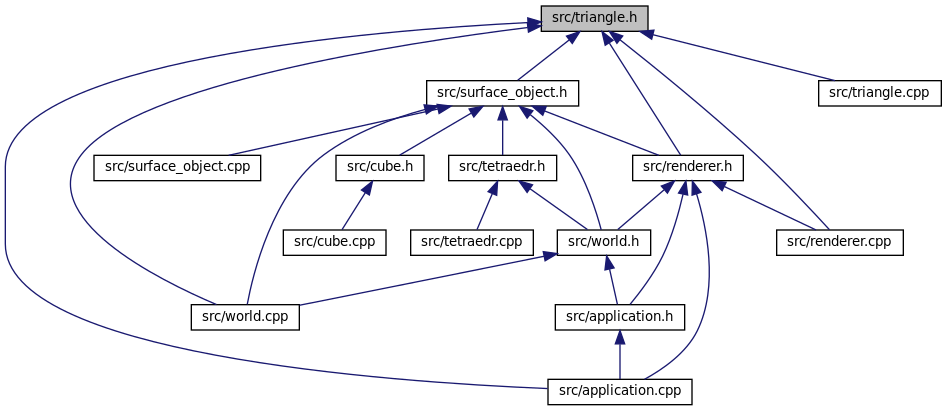 src/triangle.h
src/surface_object.h
src/triangle.cpp
src/surface_object.cpp
src/cube.h
src/tetraedr.h
src/renderer.h
src/cube.cpp
src/tetraedr.cpp
src/world.h
src/renderer.cpp
src/world.cpp
src/application.h
src/application.cpp